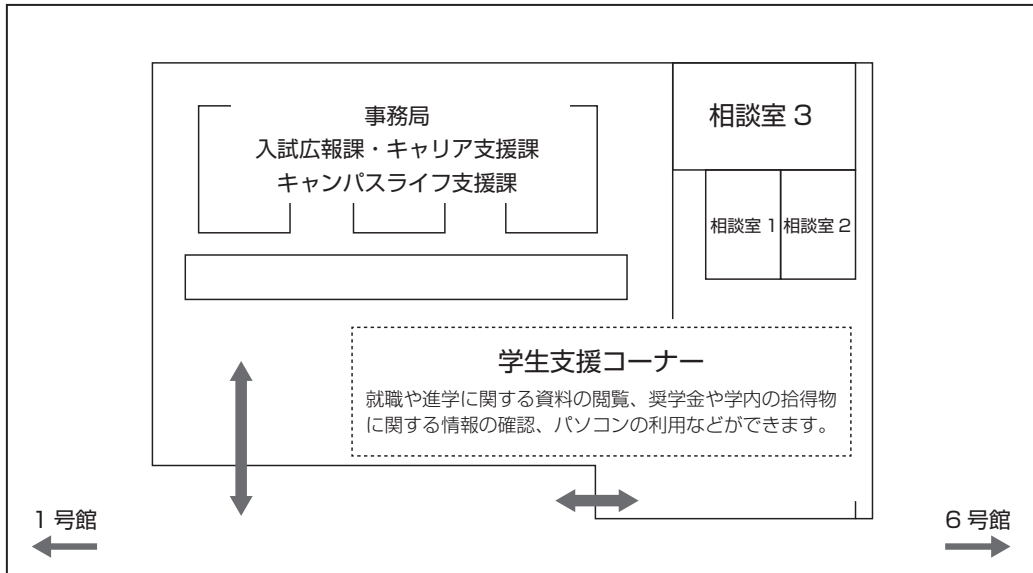 事務局
入試広報課・キャリア支援課
キャンパスライフ支援課
相談室 3
相談室 1
相談室 2
学生支援コーナー
就職や進学に関する資料の閲覧、奨学金や学内の拾得物
に関する情報の確認、パソコンの利用などができます。
1 号館
6 号館